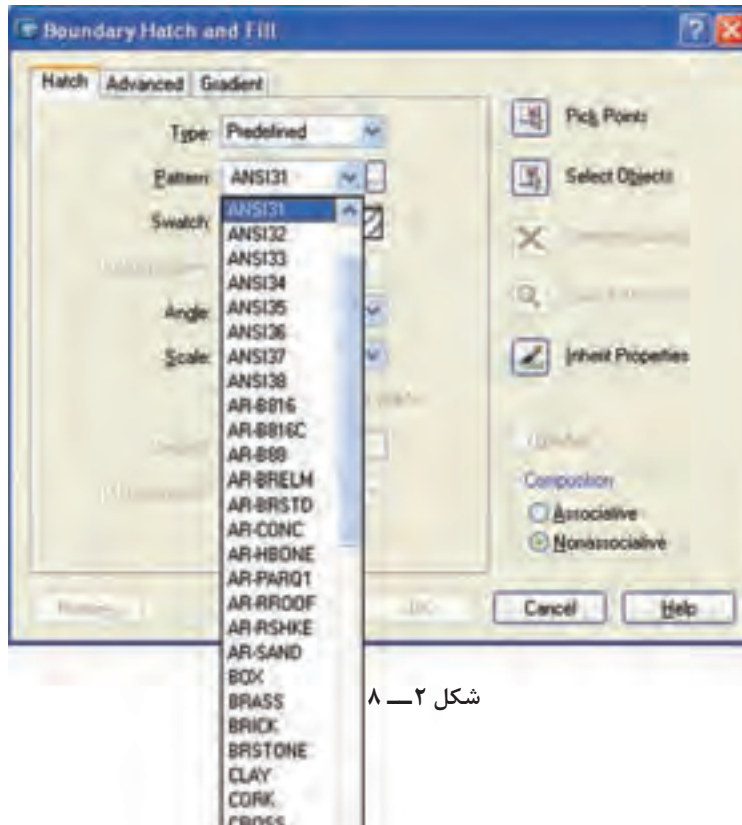 Boundary Hatch and Fill
Hatch Advanced Gradient
Type: Predefined
Pattern: ANSI31
Swatch:
Angle:
Scale:
ANSI31
ANSI32
ANSI33
ANSI34
ANSI35
ANSI36
ANSI37
ANSI38
AR-B816
AR-B816C
AR-B88
AR-BRELM
AR-BRSTD
AR-CONC
AR-HBONE
AR-PARQ1
AR-RROOF
AR-RSHKE
AR-SAND
BOX
BRASS
BRICK
BRSTONE
CLAY
CORK
CROSS
Pick Points
Select Objects
Inherit Properties
Composition
Associative
Nonassociative
OK
Cancel
Help
شکل ۲ــ ۸